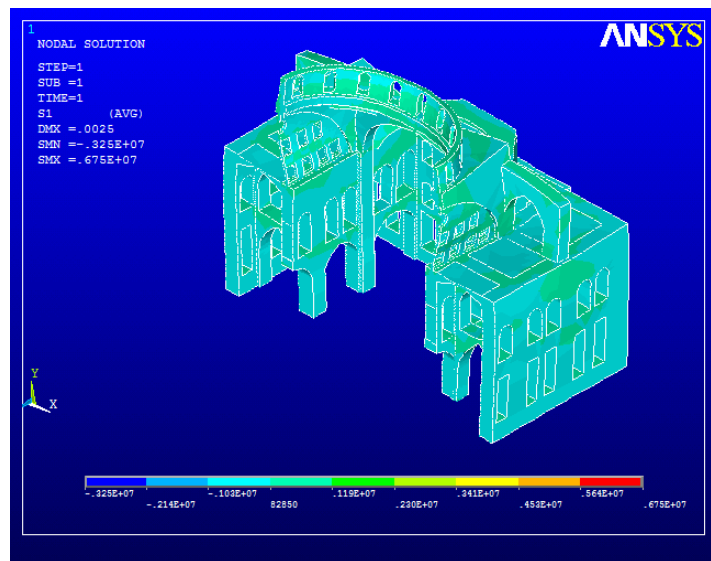 1
ANSYS
NODAL SOLUTION
STEP=1
SUB =1
TIME=1
S1 (AVG)
DMX =.0025
SMN =-.325E+07
SMX =.675E+07
Y
X
-.325E+07 -.103E+07 .119E+07 .341E+07 .564E+07
-.214E+07 82850 .230E+07 .453E+07 .675E+07